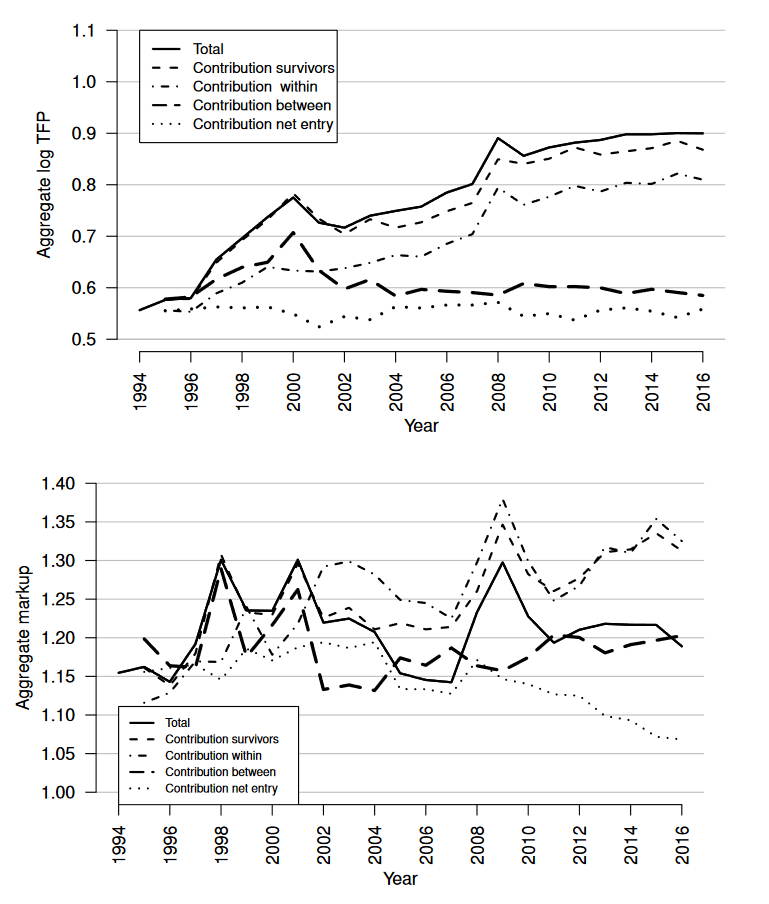 Aggregate log TFP
1.1
1.0
0.9
0.8
0.7
0.6
0.5
Total
Contribution survivors
Contribution within
Contribution between
Contribution net entry
1994
1996
1998
2000
2002
2004
2006
2008
2010
2012
2014
2016
Year
Aggregate markup
1.40
1.35
1.30
1.25
1.20
1.15
1.10
1.05
1.00
Total
Contribution survivors
Contribution within
Contribution between
Contribution net entry
1994
1996
1998
2000
2002
2004
2006
2008
2010
2012
2014
2016
Year